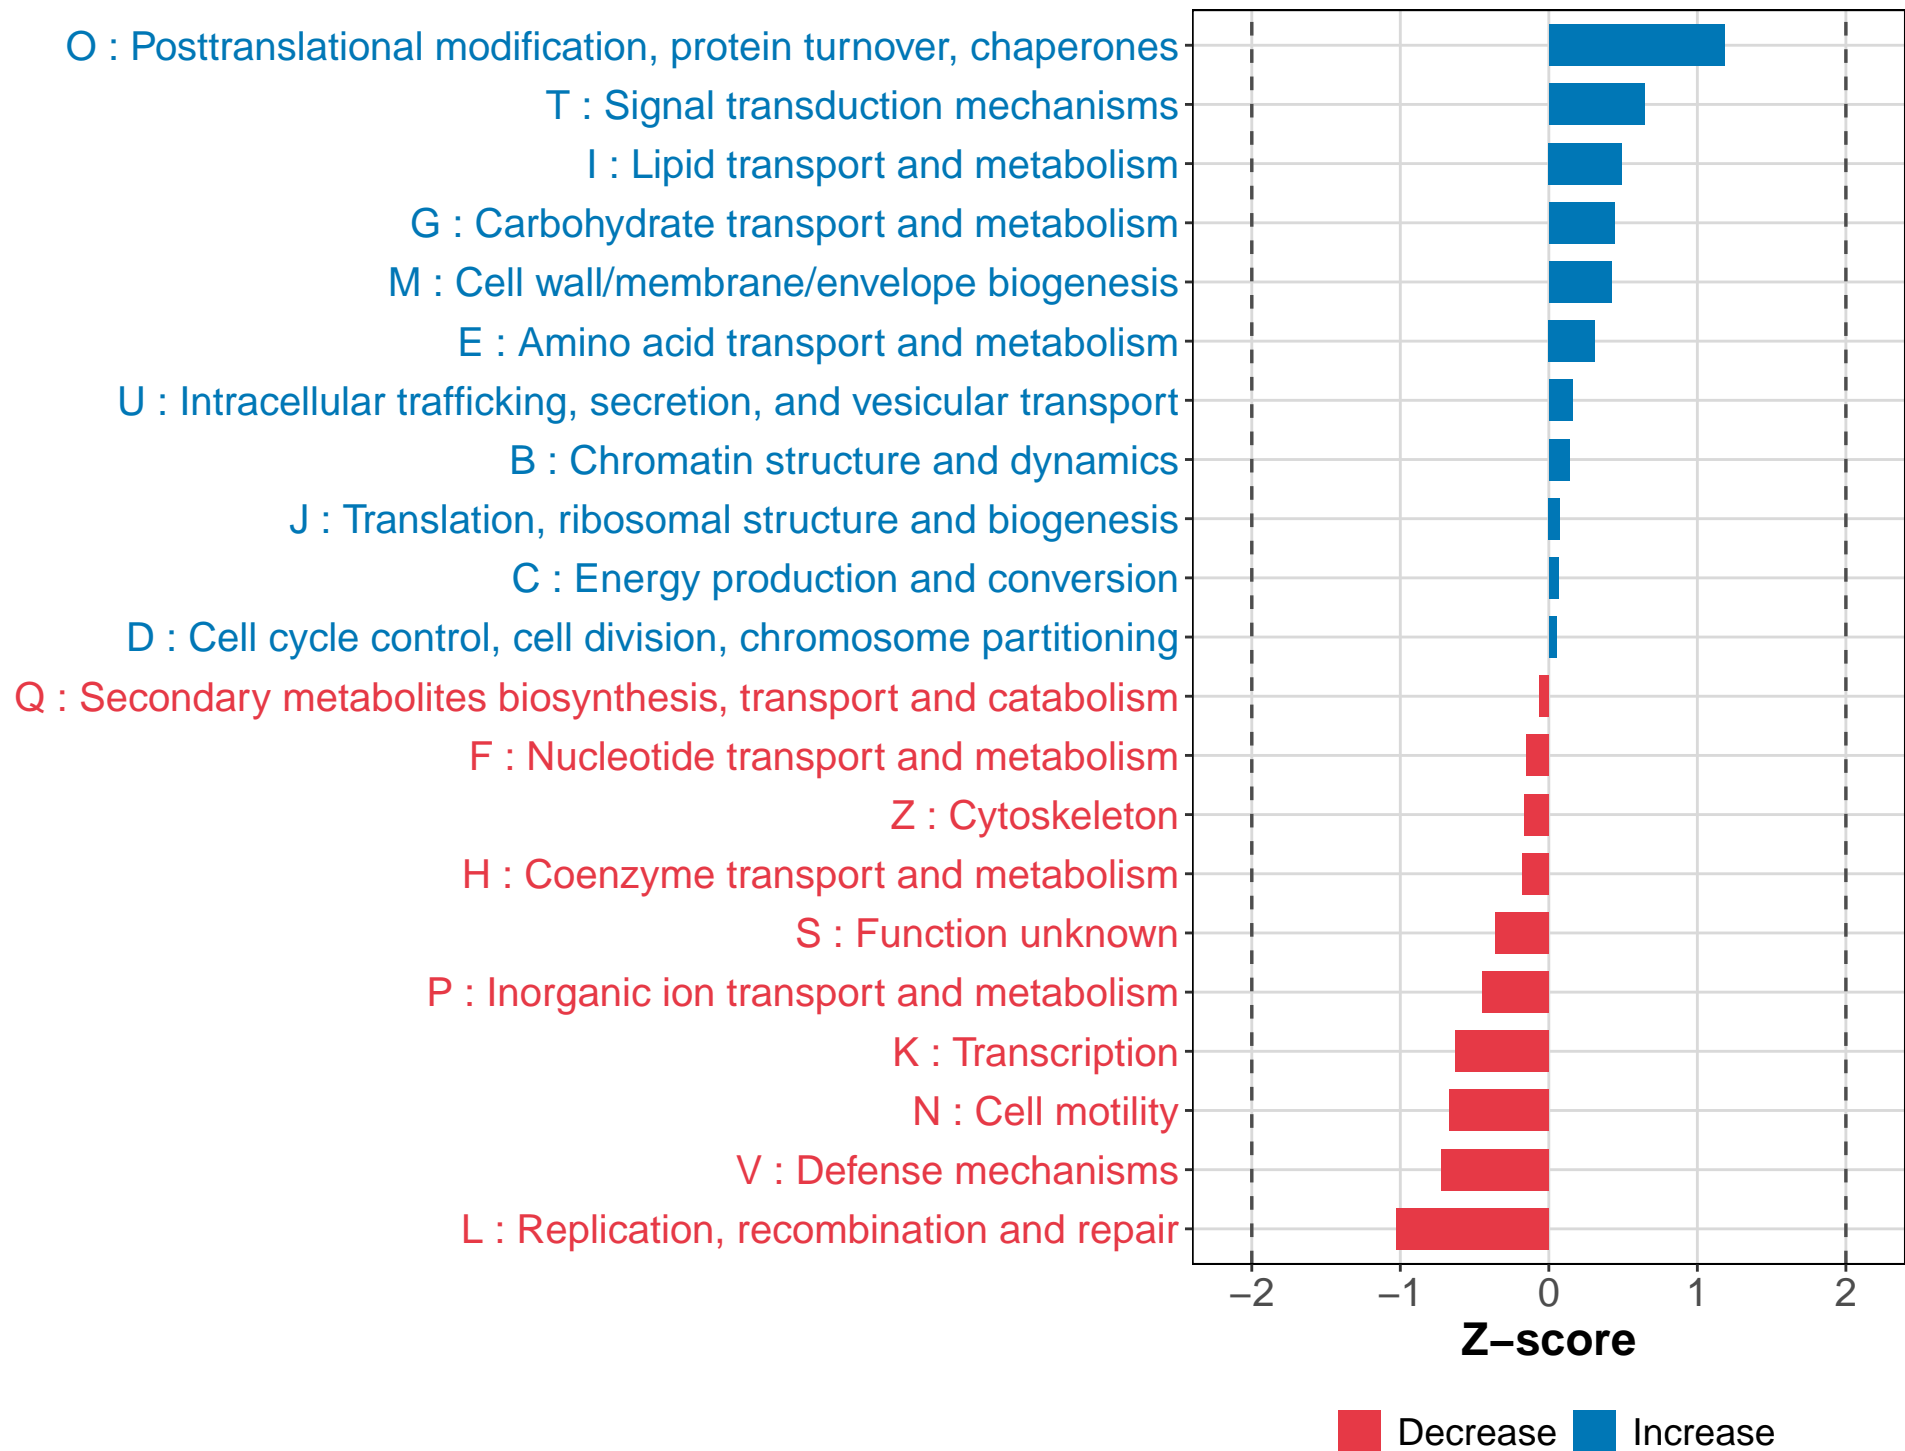 O : Posttranslational modification, protein turnover, chaperones
T : Signal transduction mechanisms
I : Lipid transport and metabolism
G : Carbohydrate transport and metabolism
M : Cell wall/membrane/envelope biogenesis
E : Amino acid transport and metabolism
U : Intracellular trafficking, secretion, and vesicular transport
B : Chromatin structure and dynamics
J : Translation, ribosomal structure and biogenesis
C : Energy production and conversion
D : Cell cycle control, cell division, chromosome partitioning
Q : Secondary metabolites biosynthesis, transport and catabolism
F : Nucleotide transport and metabolism
Z : Cytoskeleton
H : Coenzyme transport and metabolism
S : Function unknown
P : Inorganic ion transport and metabolism
K : Transcription
N : Cell motility
V : Defense mechanisms
L : Replication, recombination and repair
−2 −1 0 1 2
Z−score
Decrease Increase